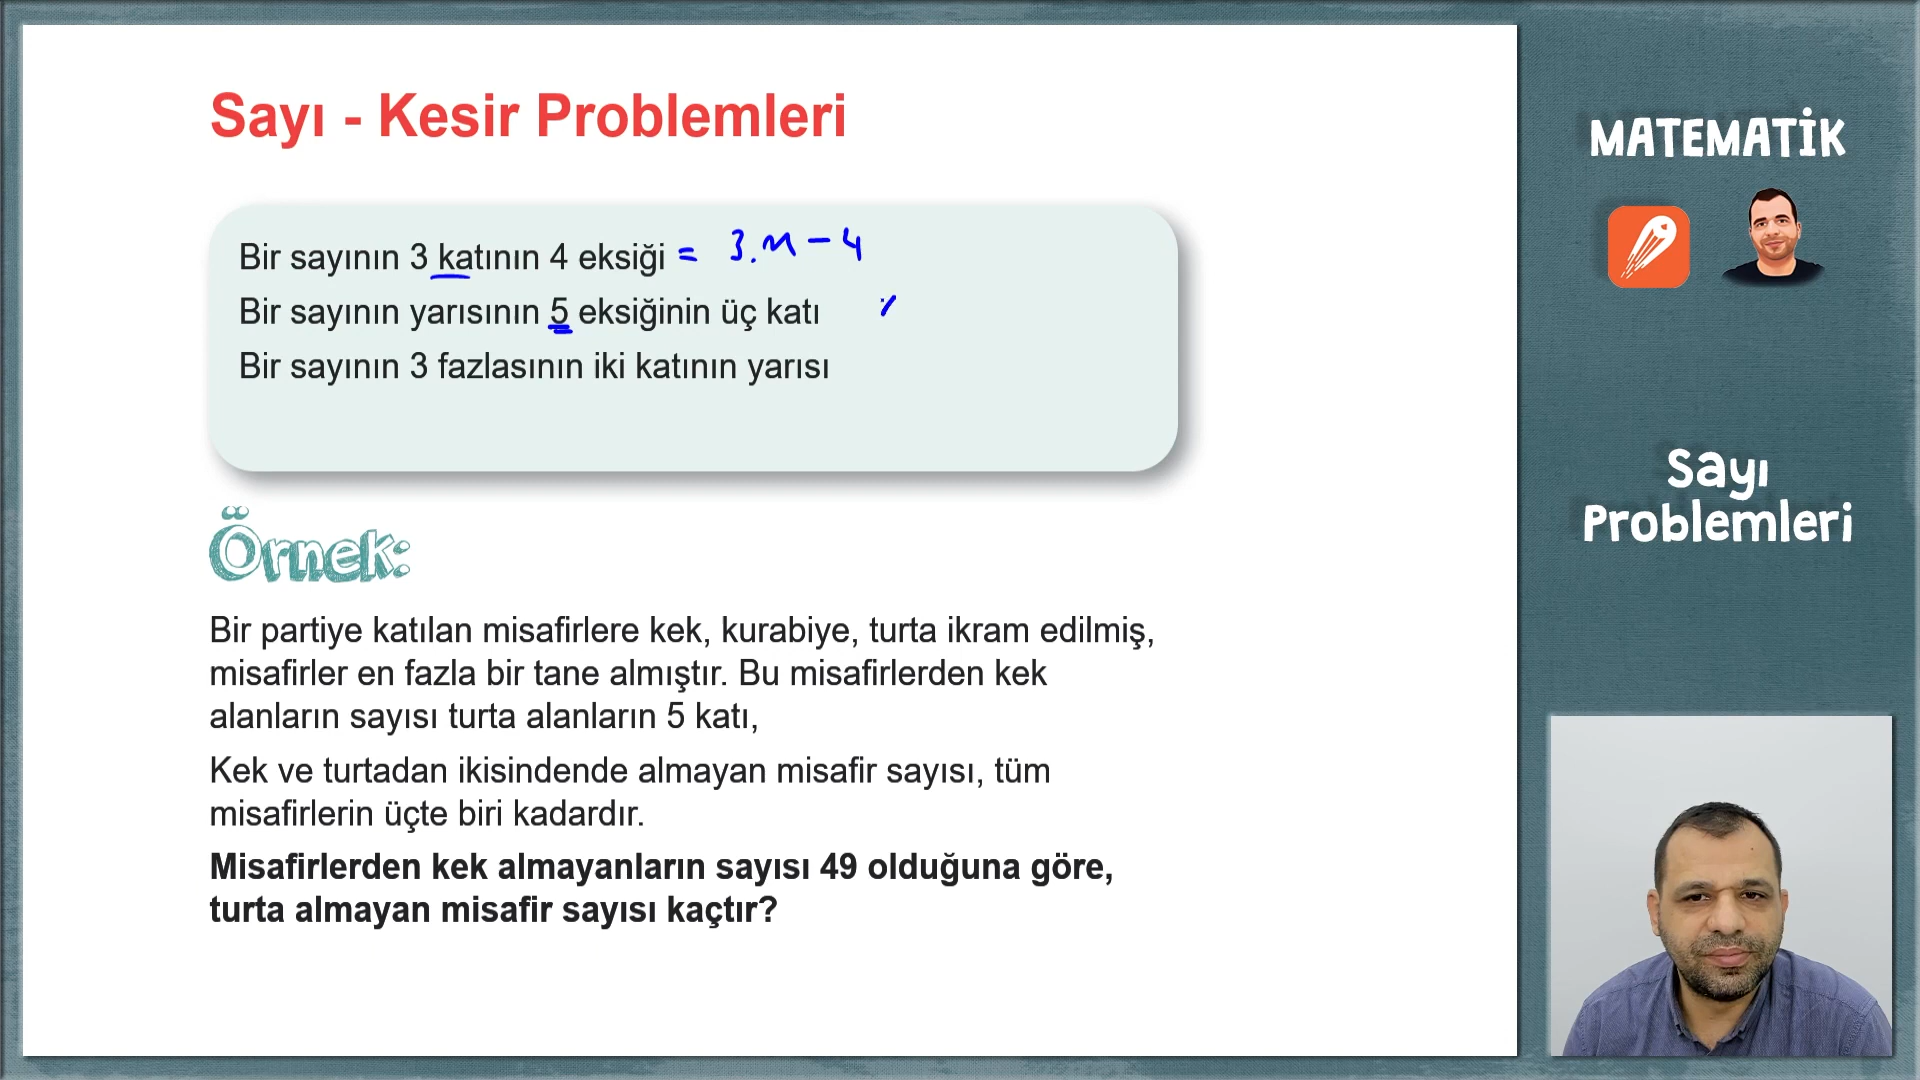 Sayı - Kesir Problemleri
Bir sayının 3 katının 4 eksiği = 3.n - 4
Bir sayının yarısının 5 eksiğinin üç katı
Bir sayının 3 fazlasının iki katının yarısı
Örnek:
Bir partiye katılan misafirlere kek, kurabiye, turta ikram edilmiş,
misafirler en fazla bir tane almıştır. Bu misafirlerden kek
alanların sayısı turta alanların 5 katı,
Kek ve turtadan ikisindende almayan misafir sayısı, tüm
misafirlerin üçte biri kadardır.
Misafirlerden kek almayanların sayısı 49 olduğuna göre,
turta almayan misafir sayısı kaçtır?
MATEMATİK
Sayı
Problemleri